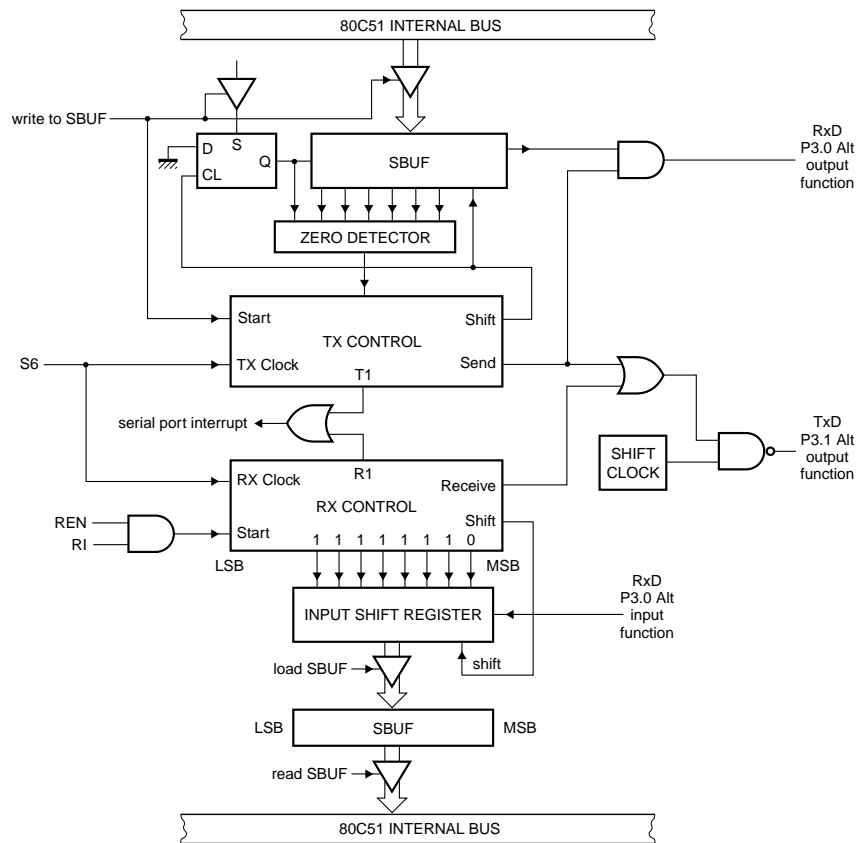 80C51 INTERNAL BUS
write to SBUF
S
D
Q
CL
SBUF
RxD
P3.0 Alt
output
function
ZERO DETECTOR
Start
Shift
TX CONTROL
S6
TX Clock
Send
T1
serial port interrupt
TxD
P3.1 Alt
output
function
SHIFT
CLOCK
R1
RX Clock
Receive
RX CONTROL
REN
RI
Start
Shift
1 1 1 1 1 1 1 0
LSB
MSB
RxD
P3.0 Alt
input
function
INPUT SHIFT REGISTER
load SBUF
shift
LSB
SBUF
MSB
read SBUF
80C51 INTERNAL BUS